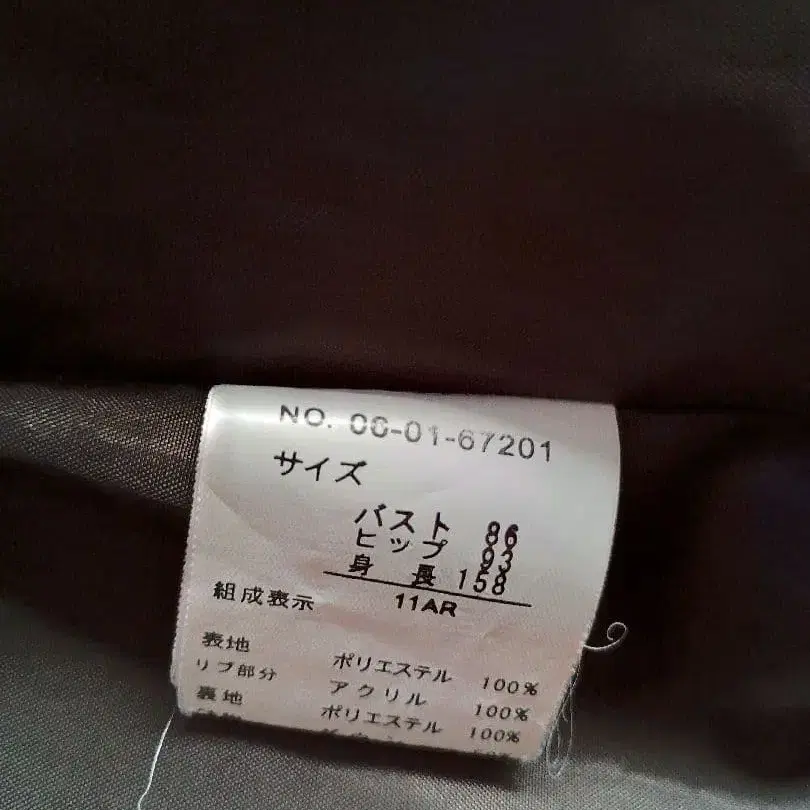 NO. 06-01-67201
サイズ
バスト 86
ヒップ 93
身長 158
11AR
組成表示
表地 ポリエステル 100%
リブ部分 アクリル 100%
裏地 ポリエステル 100%